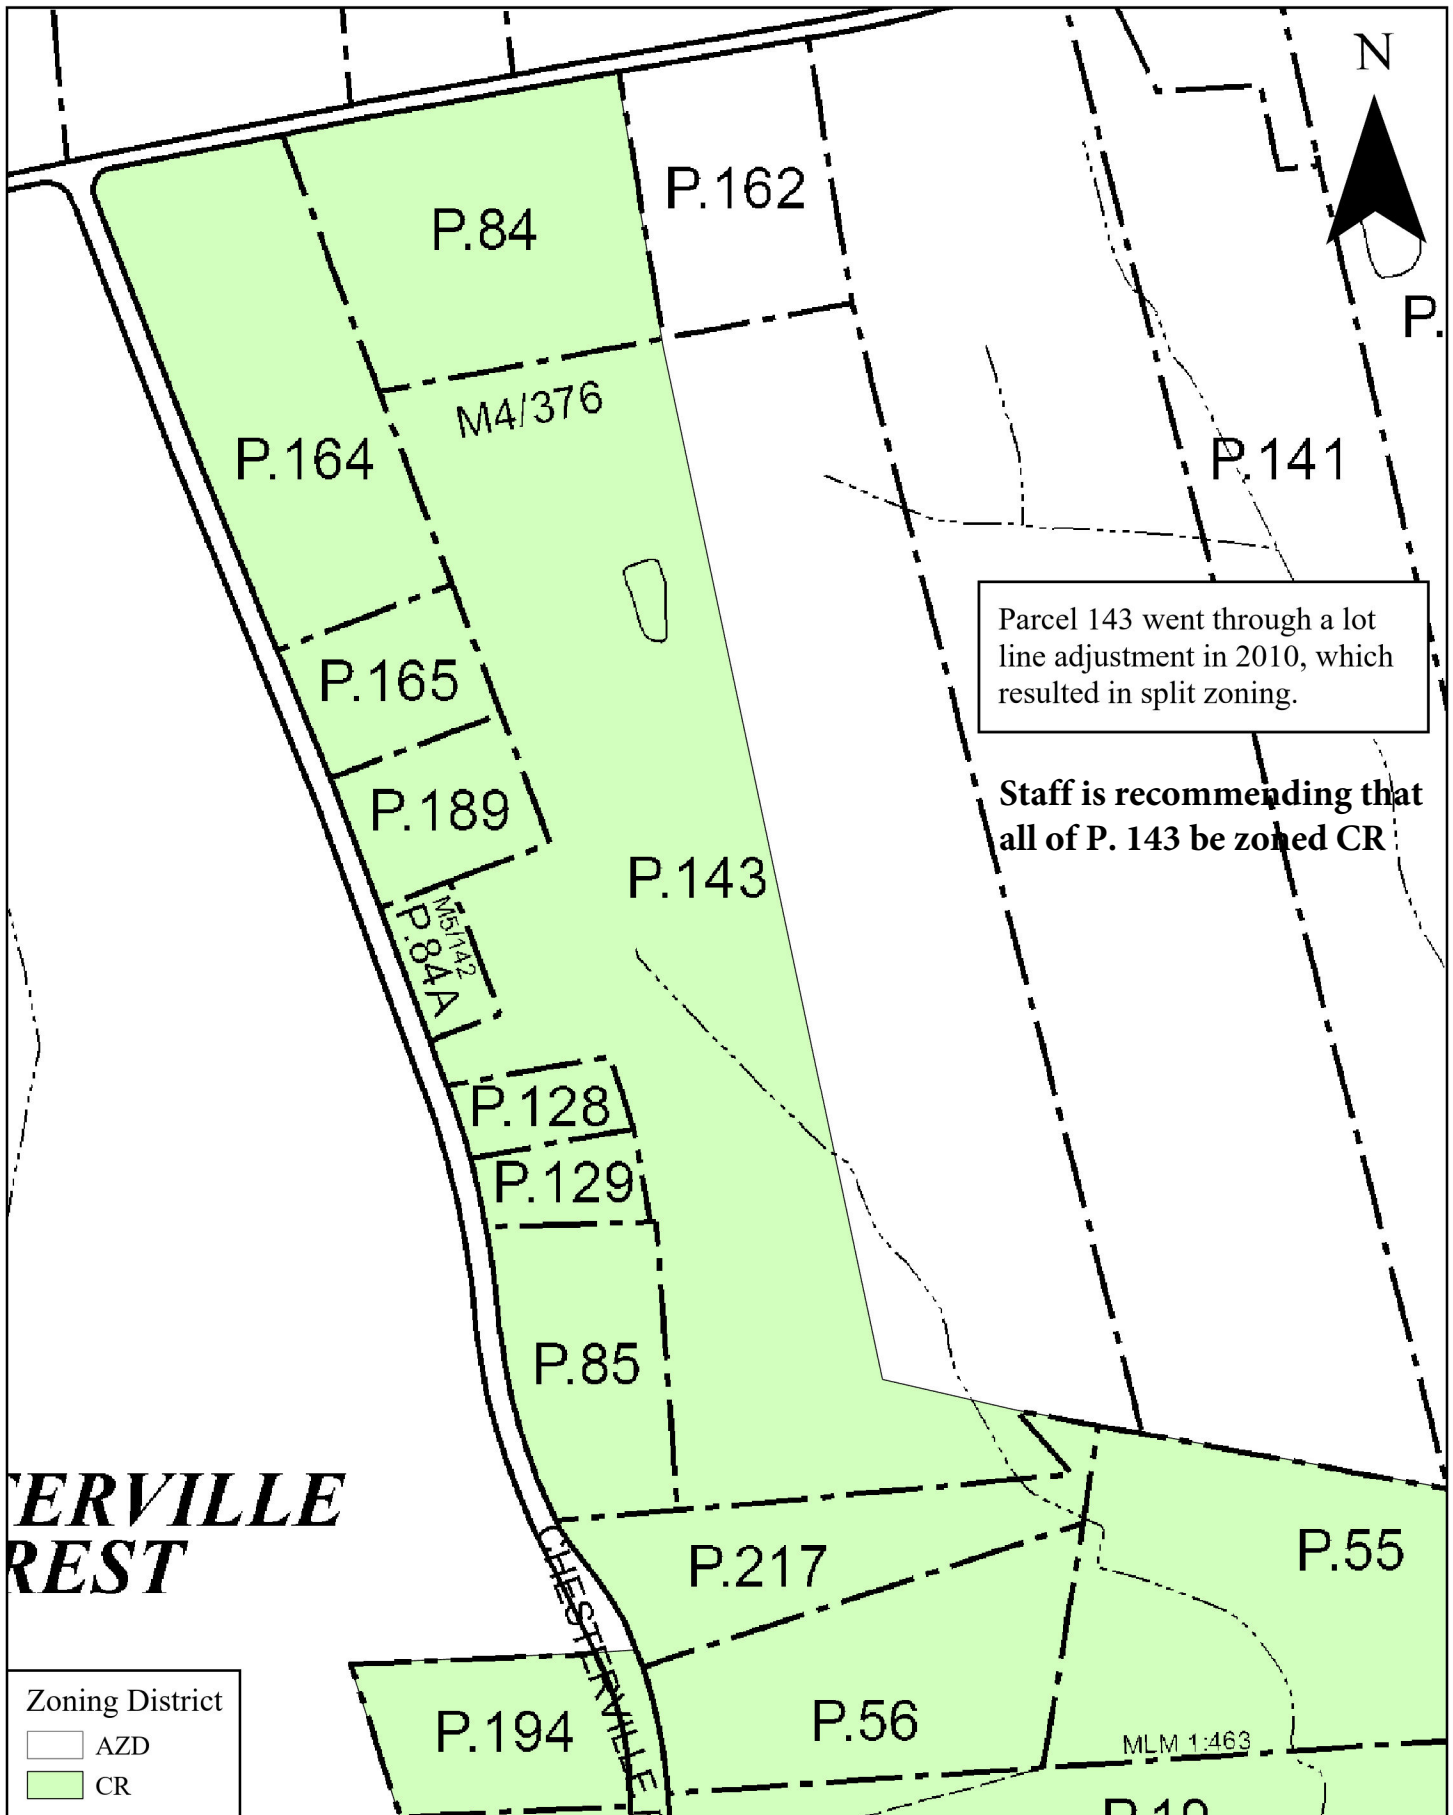 N
P.162
P.84
P.
M4/376
P.164
P.141
Parcel 143 went through a lot
line adjustment in 2010, which
resulted in split zoning.
P.165
Staff is recommending that
all of P. 143 be zoned CR
P.189
P.143
M5/142
P.84A
P.128
P.129
P.85
ERVILLE
REST
P.55
P.217
CHESTERVILLE
P.194
P.56
MLM 1:463
Zoning District
AZD
CR